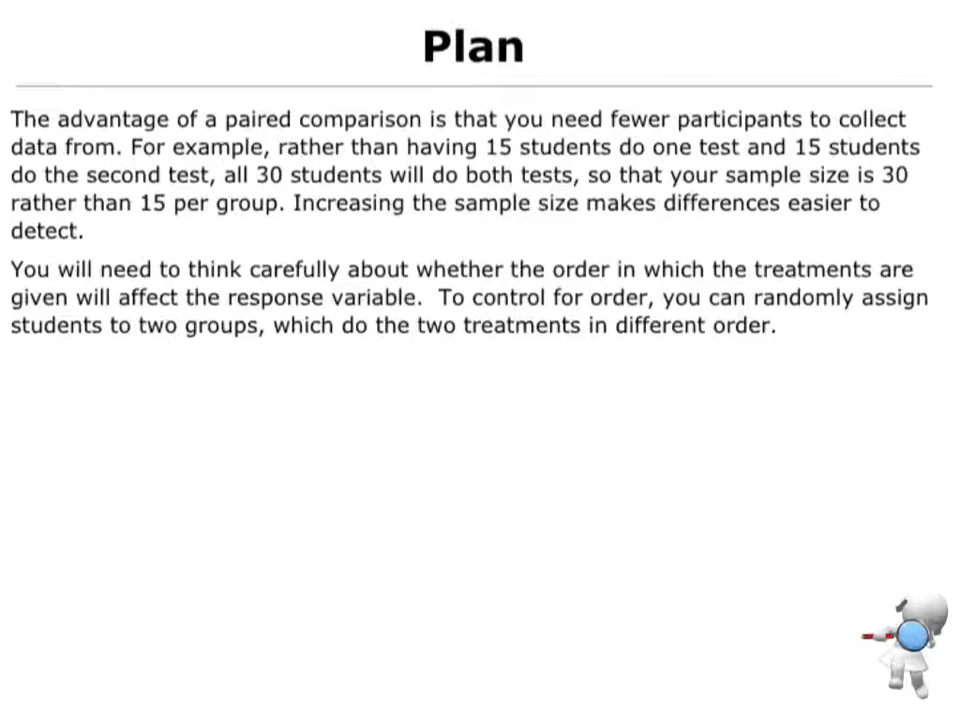 Plan
The advantage of a paired comparison is that you need fewer participants to collect
data from. For example, rather than having 15 students do one test and 15 students
do the second test, all 30 students will do both tests, so that your sample size is 30
rather than 15 per group. Increasing the sample size makes differences easier to
detect.
You will need to think carefully about whether the order in which the treatments are
given will affect the response variable.  To control for order, you can randomly assign
students to two groups, which do the two treatments in different order.